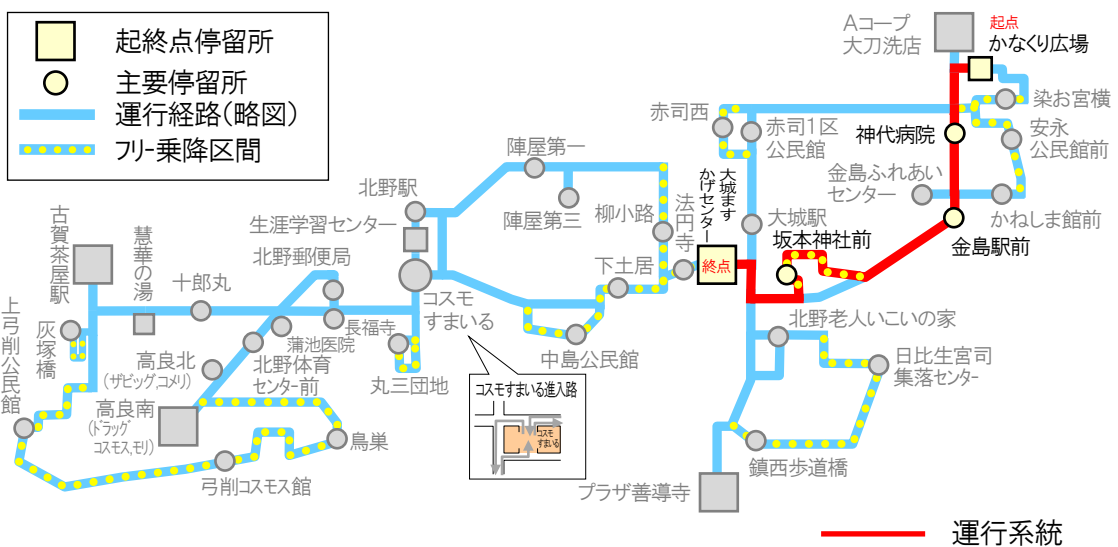 起終点停留所
主要停留所
運行経路(略図)
フリー乗降区間
Aコープ
大刀洗店
起点
かなくり広場
染お宮横
安永
公民館前
神代病院
金島ふれあい
センター
かねしま館前
金島駅前
赤司西
赤司1区
公民館
大城駅
坂本神社前
大城ます
かげセンター
終点
法円寺
柳小路
下土居
陣屋第一
陣屋第三
中島公民館
北野駅
生涯学習センター
コスモ
すまいる
北野郵便局
長福寺
蒲池医院
北野体育
センター前
丸三団地
十郎丸
慧華の湯
古賀茶屋駅
灰塚橋
上弓削公民館
高良北
(ザビッグ,コメリ)
高良南
(ドラッグ
コスモス,モリ)
鳥巣
弓削コスモス館
コスモすまいる進入路
コスモ
すまいる
北野老人いこいの家
日比生宮司
集落センター
鎮西歩道橋
プラザ善導寺
運行系統